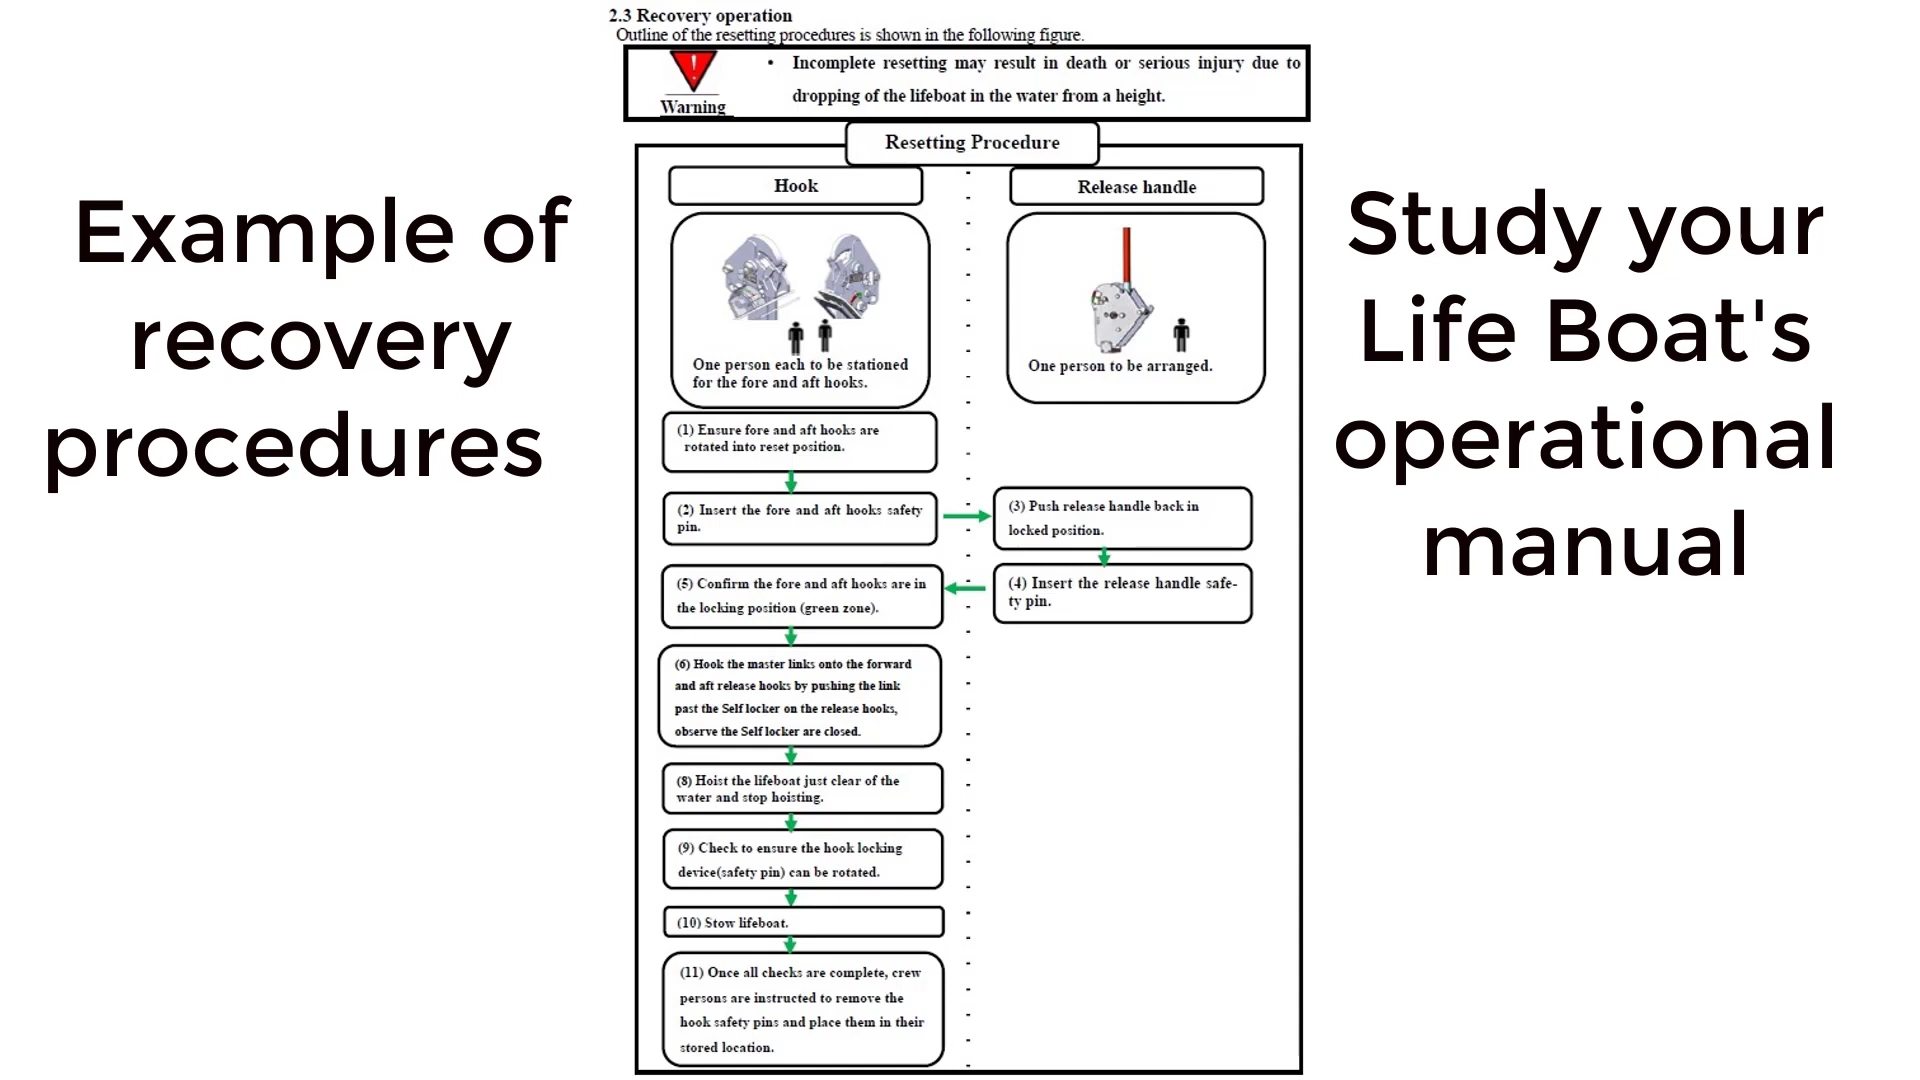 2.3 Recovery operation
Outline of the resetting procedures is shown in the following figure.
!
Warning
• Incomplete resetting may result in death or serious injury due to
dropping of the lifeboat in the water from a height.
Resetting Procedure
Example of
recovery
procedures
Hook
One person each to be stationed
for the fore and aft hooks.
Release handle
One person to be arranged.
(1) Ensure fore and aft hooks are
rotated into reset position.
(2) Insert the fore and aft hooks safety
pin.
(3) Push release handle back in
locked position.
(4) Insert the release handle safe-
ty pin.
(5) Confirm the fore and aft hooks are in
the locking position (green zone).
(6) Hook the master links onto the forward
and aft release hooks by pushing the link
past the Self locker on the release hooks,
observe the Self locker are closed.
(8) Hoist the lifeboat just clear of the
water and stop hoisting.
(9) Check to ensure the hook locking
device(safety pin) can be rotated.
(10) Stow lifeboat.
(11) Once all checks are complete, crew
persons are instructed to remove the
hook safety pins and place them in their
stored location.
Study your
Life Boat's
operational
manual